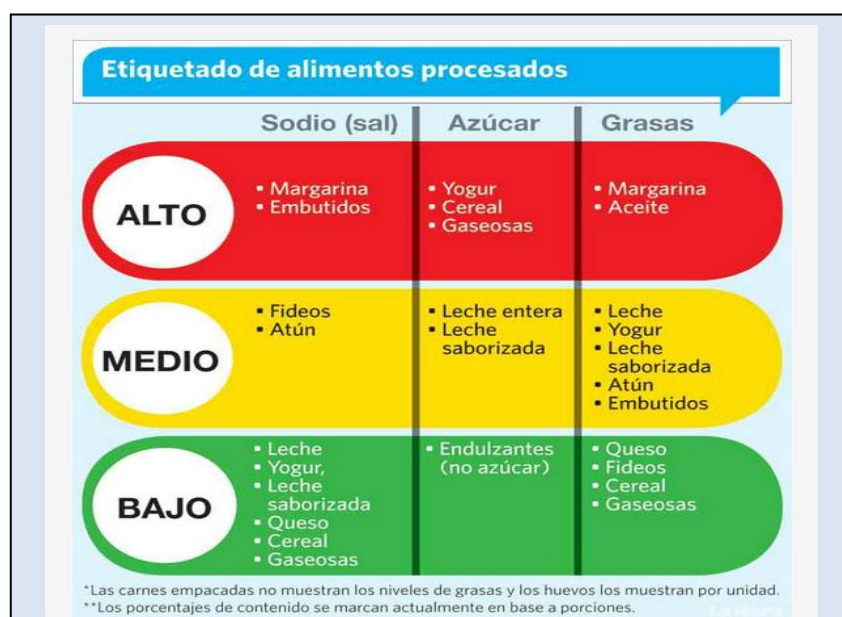 Etiquetado de alimentos procesados
Sodio (sal) Azúcar Grasas
ALTO
▪ Margarina
▪ Embutidos
▪ Yogur
▪ Cereal
▪ Gaseosas
▪ Margarina
▪ Aceite
MEDIO
▪ Fideos
▪ Atún
▪ Leche entera
▪ Leche
saborizada
▪ Leche
▪ Yogur
▪ Leche
saborizada
▪ Atún
▪ Embutidos
BAJO
▪ Leche
▪ Yogur,
▪ Leche
saborizada
▪ Queso
▪ Cereal
▪ Gaseosas
▪ Endulzantes
(no azúcar)
▪ Queso
▪ Fideos
▪ Cereal
▪ Gaseosas
*Las carnes empacadas no muestran los niveles de grasas y los huevos los muestran por unidad.
**Los porcentajes de contenido se marcan actualmente en base a porciones.